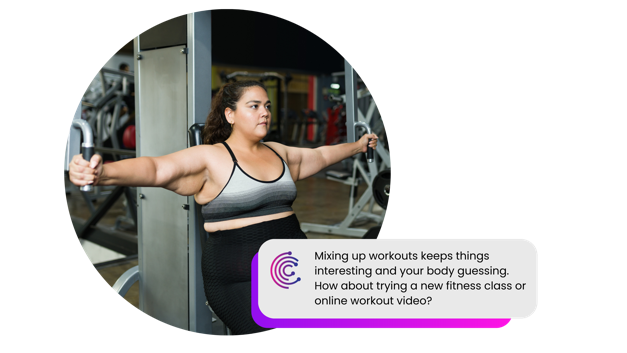 Mixing up workouts keeps things
interesting and your body guessing.
How about trying a new fitness class or
online workout video?